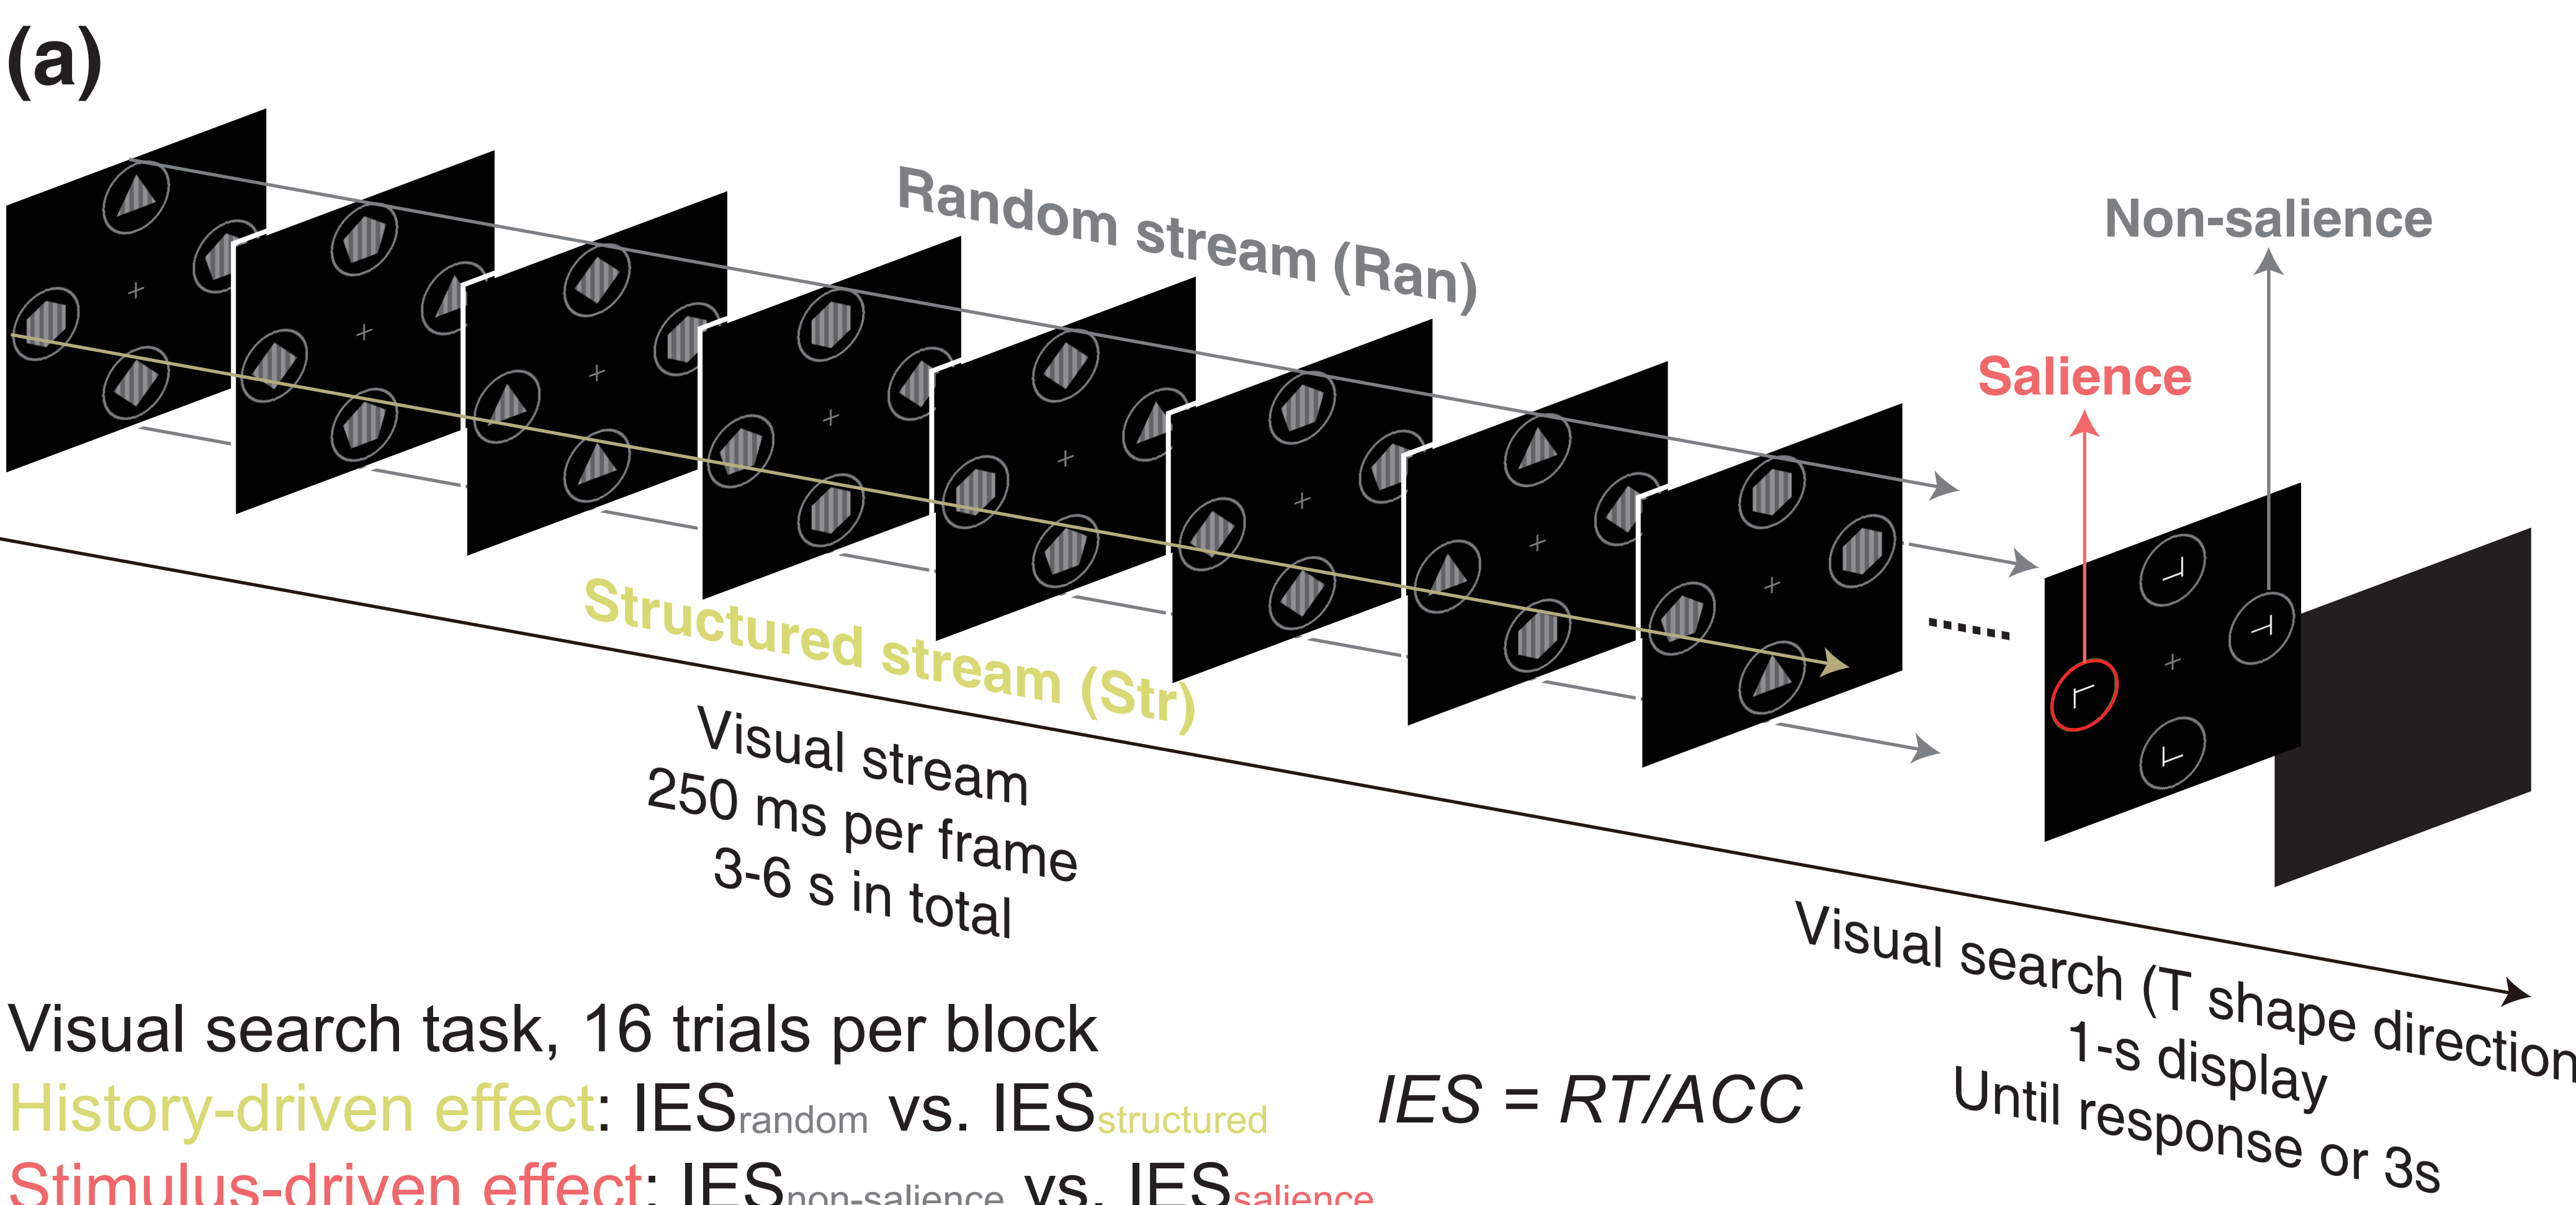 (a)
Random stream (Ran)
Non-salience
Salience
Structured stream (Str)
......
Visual stream
250 ms per frame
3-6 s in total
Visual search (T shape direction
1-s display
Until response or 3s
Visual search task, 16 trials per block
History-driven effect: IESrandom vs. IESstructured
IES = RT/ACC
Stimulus-driven effect: IESnon-salience vs. IESsalience